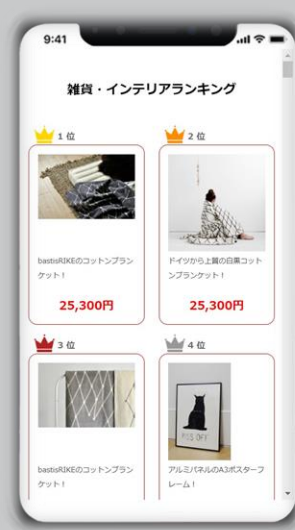 9:41
雑貨・インテリアランキング
1 位
2 位
bastisRIKEのコットンブラン
ケット！
ドイツから上質の白黒コット
ンブランケット！
25,300円
25,300円
3 位
4 位
bastisRIKEのコットンブラン
ケット！
アルミパネルのA3ポスターフ
レーム！
PISS OFF